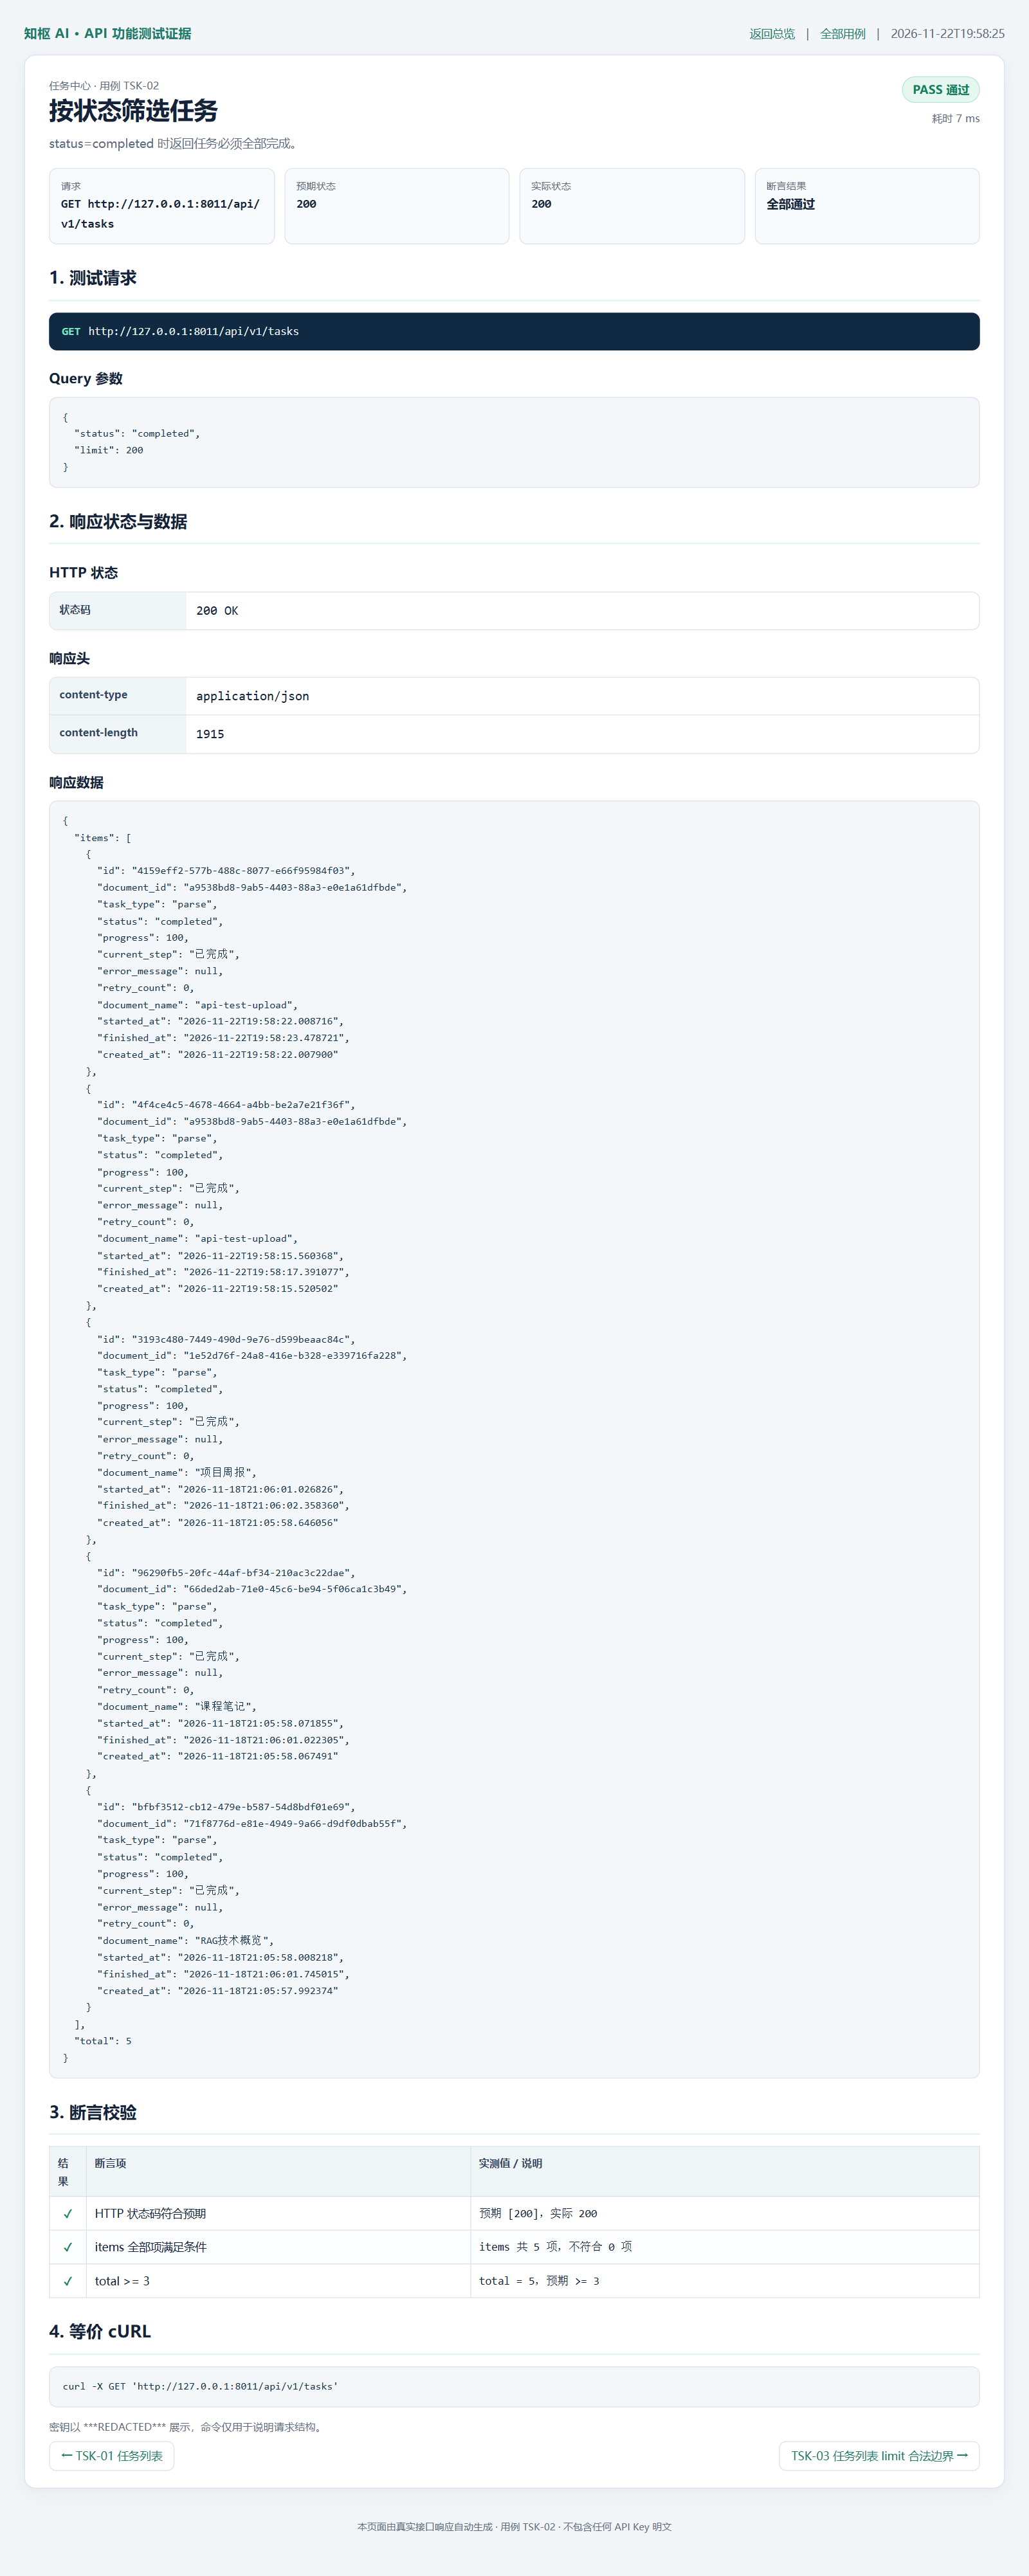 知枢 AI · API 功能测试证据
返回总览 | 全部用例 | 2026-11-22T19:58:25
任务中心 · 用例 TSK-02
按状态筛选任务
PASS 通过
耗时 7 ms
status=completed 时返回任务必须全部完成。
请求
GET http://127.0.0.1:8011/api/
v1/tasks
预期状态
200
实际状态
200
断言结果
全部通过
1. 测试请求
GET http://127.0.0.1:8011/api/v1/tasks
Query 参数
{
"status": "completed",
"limit": 200
}
2. 响应状态与数据
HTTP 状态
状态码 200 OK
响应头
content-type application/json
content-length 1915
响应数据
{
"items": [
{
"id": "4159eff2-577b-488c-8077-e66f95984f03",
"document_id": "a9538bd8-9ab5-4403-88a3-e0e1a61dfbde",
"task_type": "parse",
"status": "completed",
"progress": 100,
"current_step": "已完成",
"error_message": null,
"retry_count": 0,
"document_name": "api-test-upload",
"started_at": "2026-11-22T19:58:22.008716",
"finished_at": "2026-11-22T19:58:23.478721",
"created_at": "2026-11-22T19:58:22.007900"
},
{
"id": "4f4ce4c5-4678-4664-a4bb-be2a7e21f36f",
"document_id": "a9538bd8-9ab5-4403-88a3-e0e1a61dfbde",
"task_type": "parse",
"status": "completed",
"progress": 100,
"current_step": "已完成",
"error_message": null,
"retry_count": 0,
"document_name": "api-test-upload",
"started_at": "2026-11-22T19:58:15.560368",
"finished_at": "2026-11-22T19:58:17.391077",
"created_at": "2026-11-22T19:58:15.520502"
},
{
"id": "3193c480-7449-490d-9e76-d599beaac84c",
"document_id": "1e52d76f-24a8-416e-b328-e339716fa228",
"task_type": "parse",
"status": "completed",
"progress": 100,
"current_step": "已完成",
"error_message": null,
"retry_count": 0,
"document_name": "项目周报",
"started_at": "2026-11-18T21:06:01.026826",
"finished_at": "2026-11-18T21:06:02.358360",
"created_at": "2026-11-18T21:05:58.646056"
},
{
"id": "96290fb5-20fc-44af-bf34-210ac3c22dae",
"document_id": "66ded2ab-71e0-45c6-be94-5f06ca1c3b49",
"task_type": "parse",
"status": "completed",
"progress": 100,
"current_step": "已完成",
"error_message": null,
"retry_count": 0,
"document_name": "课程笔记",
"started_at": "2026-11-18T21:05:58.071855",
"finished_at": "2026-11-18T21:06:01.022305",
"created_at": "2026-11-18T21:05:58.067491"
},
{
"id": "bfbf3512-cb12-479e-b587-54d8bdf01e69",
"document_id": "71f8776d-e81e-4949-9a66-d9df0dbab55f",
"task_type": "parse",
"status": "completed",
"progress": 100,
"current_step": "已完成",
"error_message": null,
"retry_count": 0,
"document_name": "RAG技术概览",
"started_at": "2026-11-18T21:05:58.008218",
"finished_at": "2026-11-18T21:06:01.745015",
"created_at": "2026-11-18T21:05:57.992374"
}
],
"total": 5
}
3. 断言校验
结果 断言项 实测值 / 说明
✓ HTTP 状态码符合预期 预期 [200]，实际 200
✓ items 全部项满足条件 items 共 5 项，不符合 0 项
✓ total >= 3 total = 5，预期 >= 3
4. 等价 cURL
curl -X GET 'http://127.0.0.1:8011/api/v1/tasks'
密钥以 ***REDACTED*** 展示，命令仅用于说明请求结构。
← TSK-01 任务列表
TSK-03 任务列表 limit 合法边界 →
本页面由真实接口响应自动生成 · 用例 TSK-02 · 不包含任何 API Key 明文